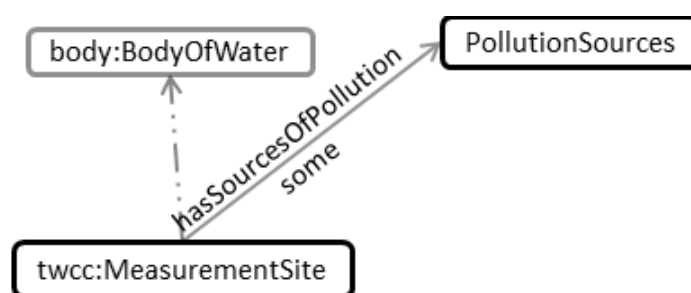 body:BodyOfWater
PollutionSources
hasSourcesOfPollution
some
twcc:MeasurementSite